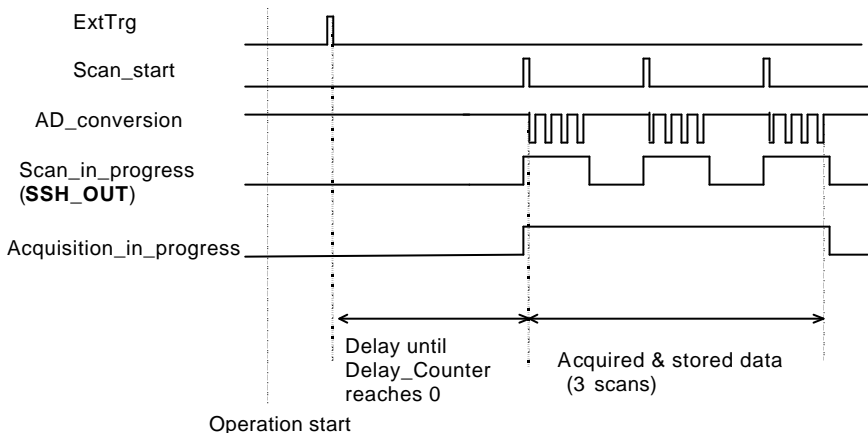 ExtTrg
Scan_start
AD_conversion
Scan_in_progress
(SSH_OUT)
Acquisition_in_progress
Delay until
Delay_Counter
reaches 0
Acquired & stored data
(3 scans)
Operation start